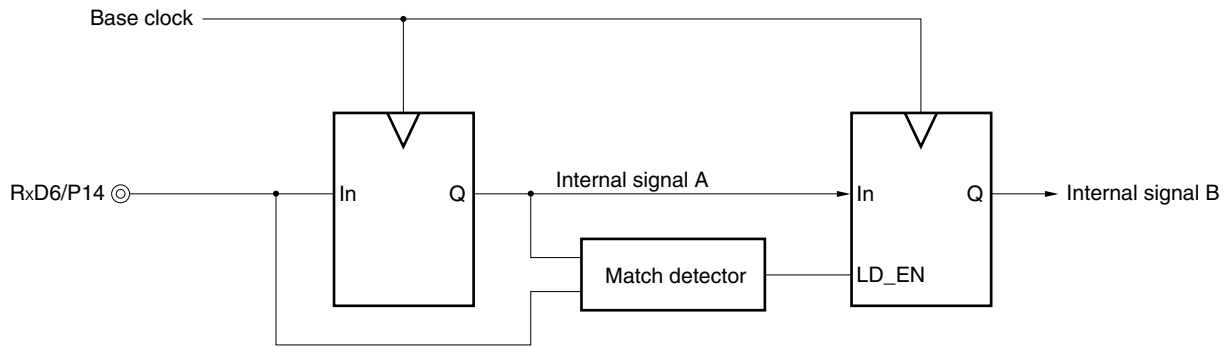 Base clock
RxD6/P14
In
Q
Internal signal A
In
Q
Internal signal B
Match detector
LD_EN